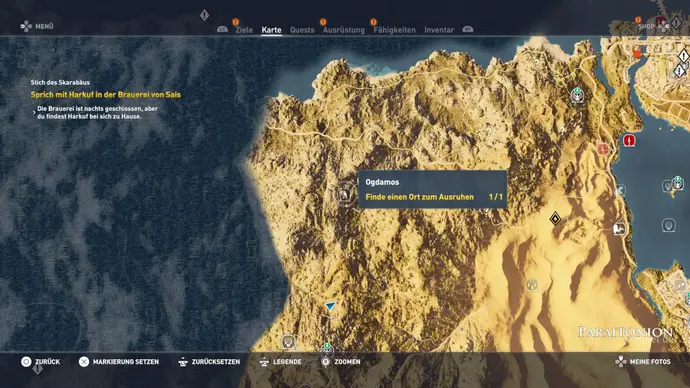 MENÜ
Ziele
Karte
Quests
Ausrüstung
Fähigkeiten
Inventar
SHOP
Stich des Skarabäus
Sprich mit Harkuf in der Brauerei von Sais
Die Brauerei ist nachts geschlossen, aber
du findest Harkuf bei sich zu Hause.
Ogdamos
Finde einen Ort zum Ausruhen 1/1
PARAITONION
ZURÜCK
MARKIERUNG SETZEN
ZURÜCKSETZEN
LEGENDE
ZOOMEN
MEINE FOTOS